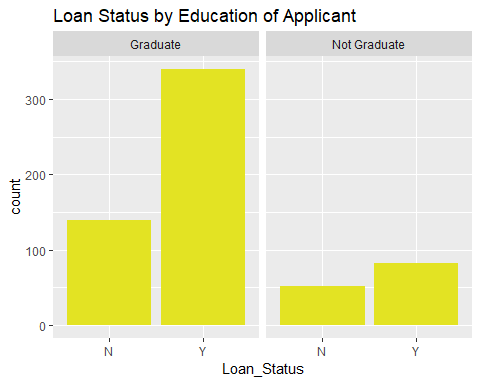 Loan Status by Education of Applicant
Graduate
Not Graduate
count
300
200
100
0
N
Y
N
Y
Loan_Status